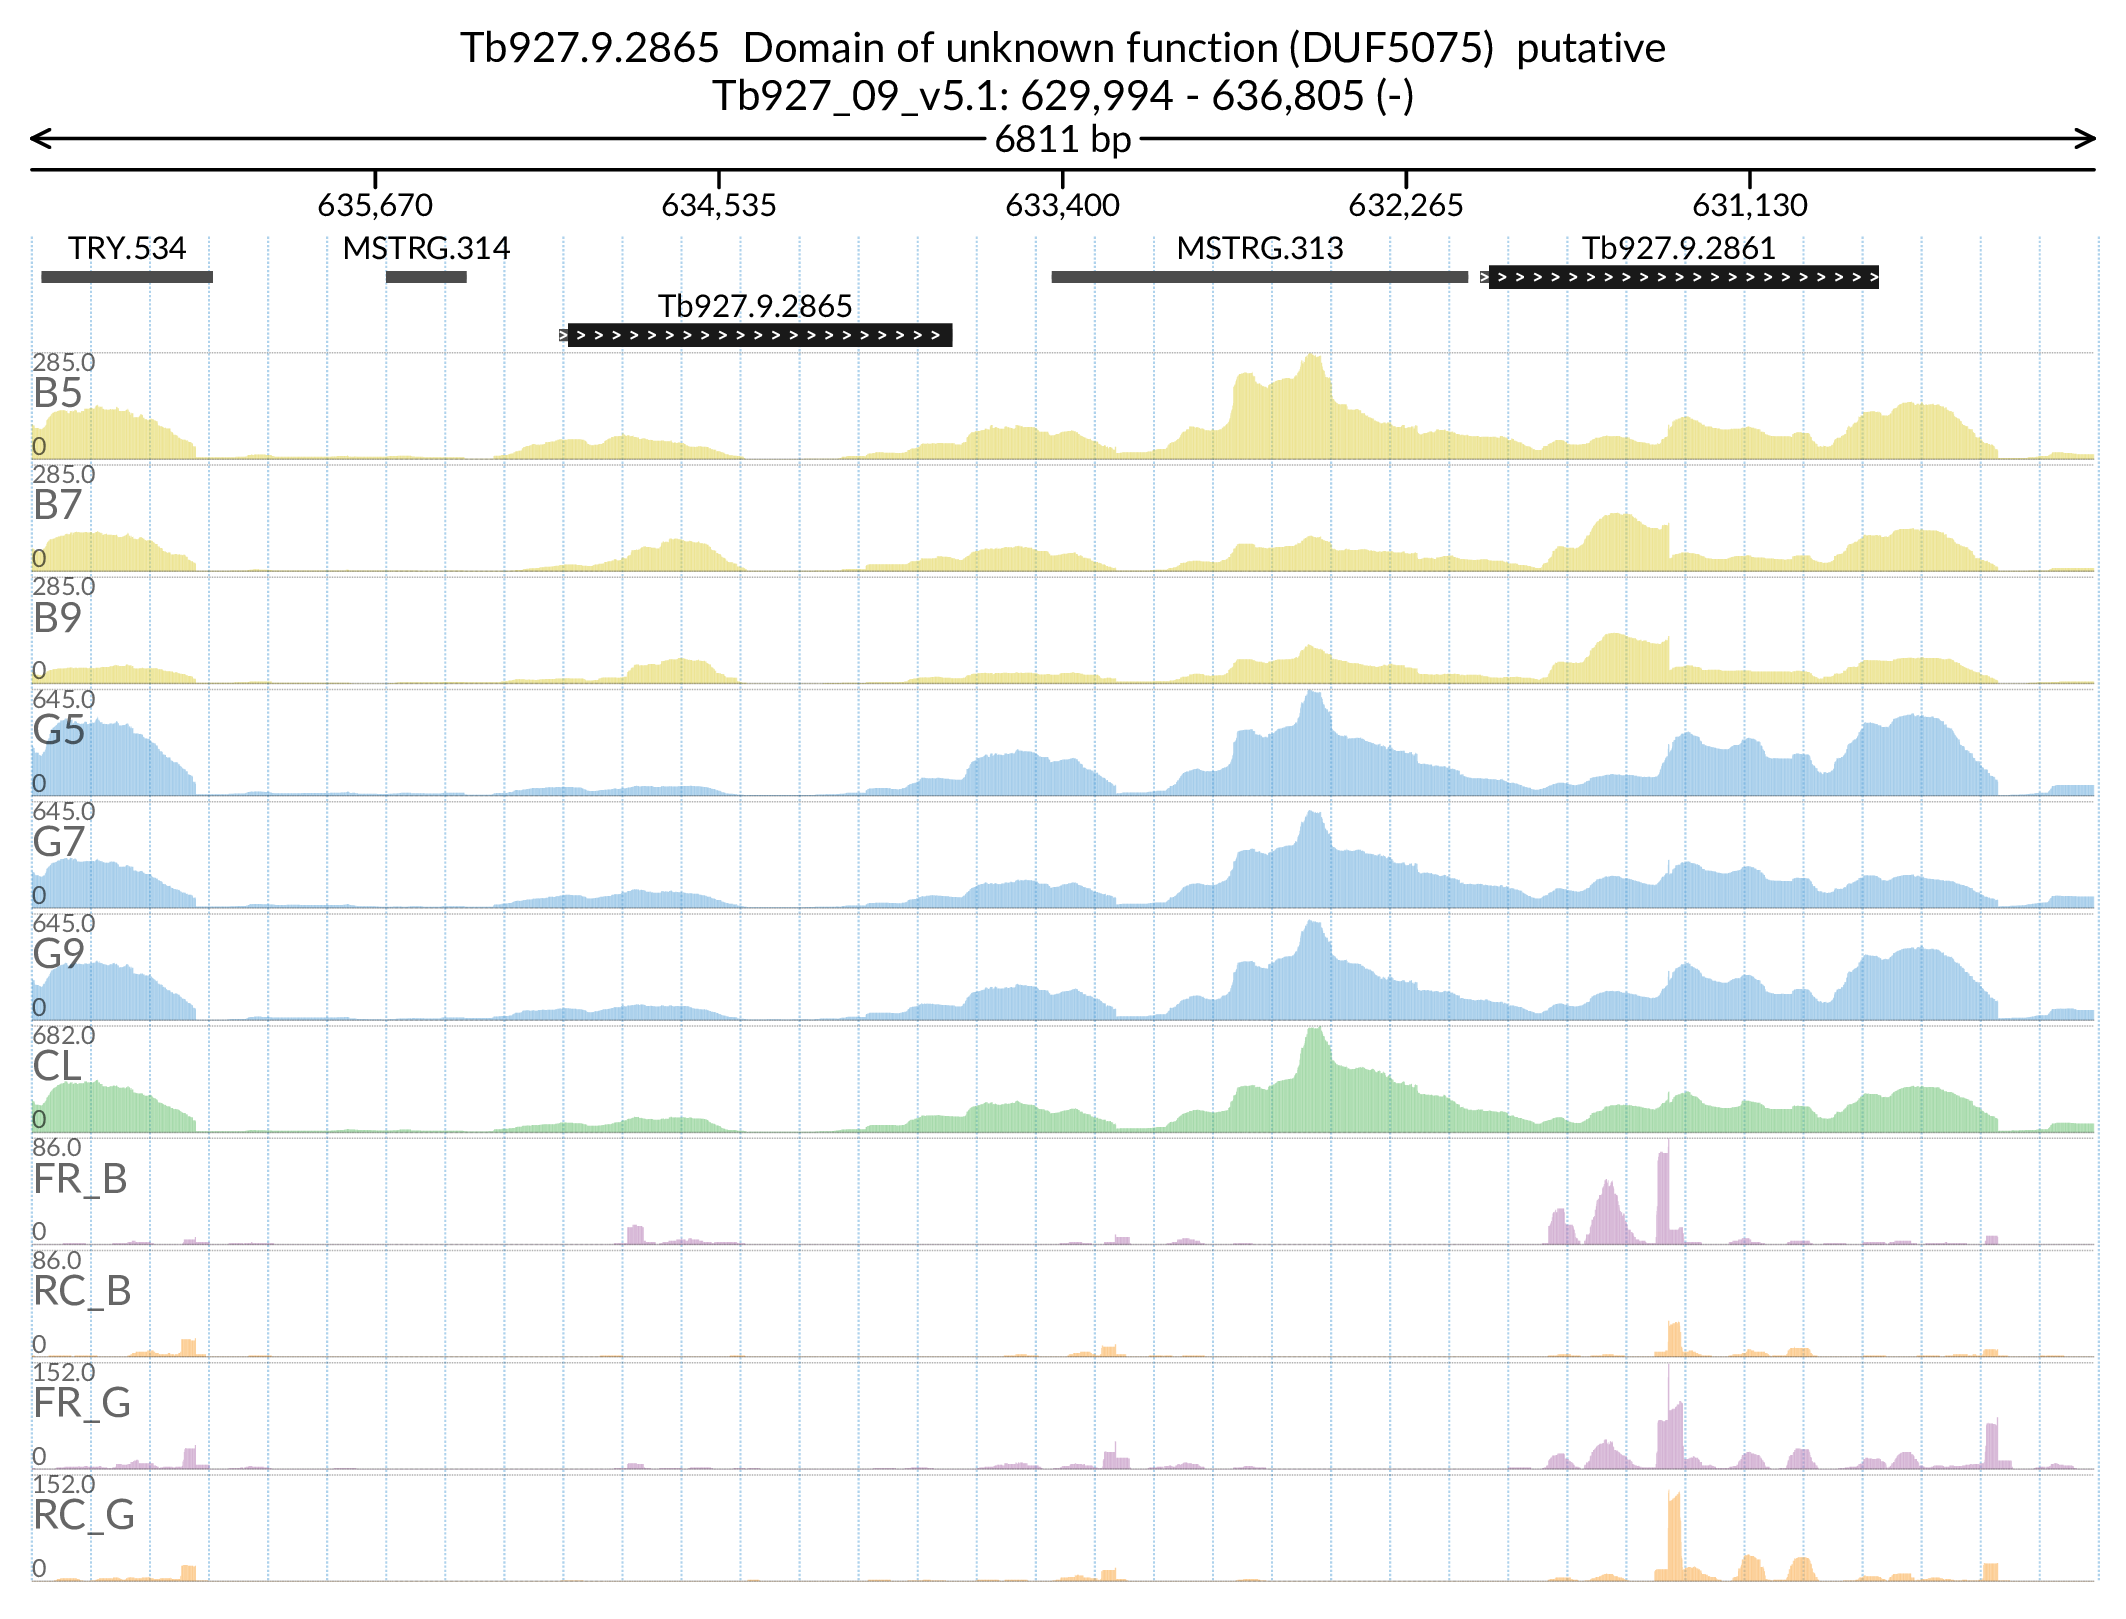 Tb927.9.2865  Domain of unknown function (DUF5075)  putative
Tb927_09_v5.1: 629,994 - 636,805 (-)
6811 bp
635,670 634,535 633,400 632,265 631,130
TRY.534 MSTRG.314 MSTRG.313 Tb927.9.2861
Tb927.9.2865
285.0
B5
0
285.0
B7
0
285.0
B9
0
645.0
G5
0
645.0
G7
0
645.0
G9
0
682.0
CL
0
86.0
FR_B
0
86.0
RC_B
0
152.0
FR_G
0
152.0
RC_G
0